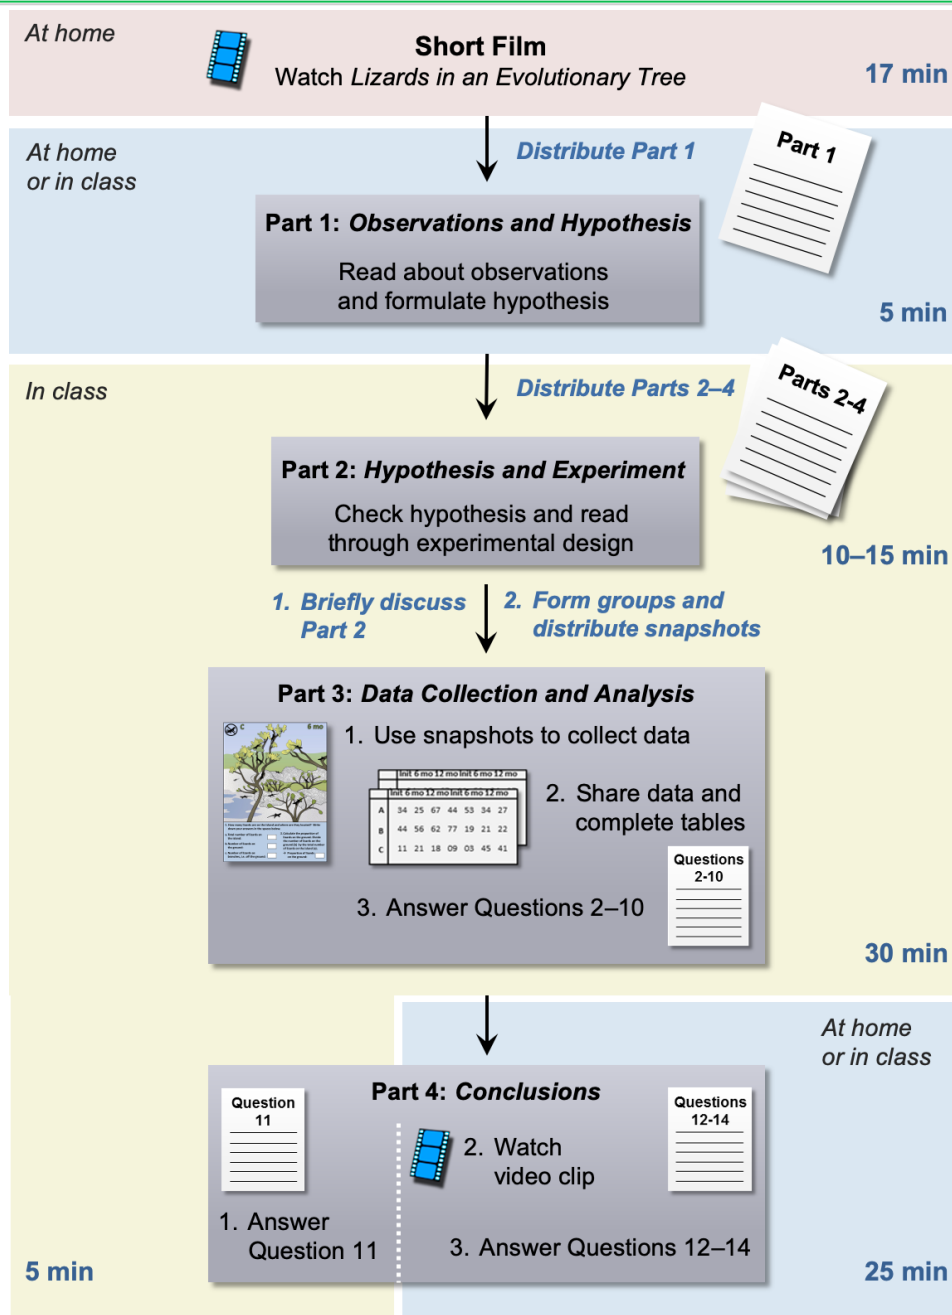 At home
Short Film
Watch Lizards in an Evolutionary Tree
17 min
At home
or in class
Distribute Part 1
Part 1
Part 1: Observations and Hypothesis
Read about observations
and formulate hypothesis
5 min
In class
Distribute Parts 2–4
Parts 2-4
Part 2: Hypothesis and Experiment
Check hypothesis and read
through experimental design
10–15 min
1. Briefly discuss
Part 2
2. Form groups and
distribute snapshots
Part 3: Data Collection and Analysis
C 6 mo
1. Use snapshots to collect data
Init 6 mo 12 mo Init 6 mo 12 mo
Init 6 mo 12 mo Init 6 mo 12 mo
A 34 25 67 44 53 34 27
B 44 56 62 77 19 21 22
C 11 21 18 09 03 45 41
2. Share data and
complete tables
Questions
2-10
3. Answer Questions 2–10
30 min
At home
or in class
Part 4: Conclusions
Question
11
Questions
12-14
2. Watch
video clip
1. Answer
Question 11
3. Answer Questions 12–14
5 min
25 min